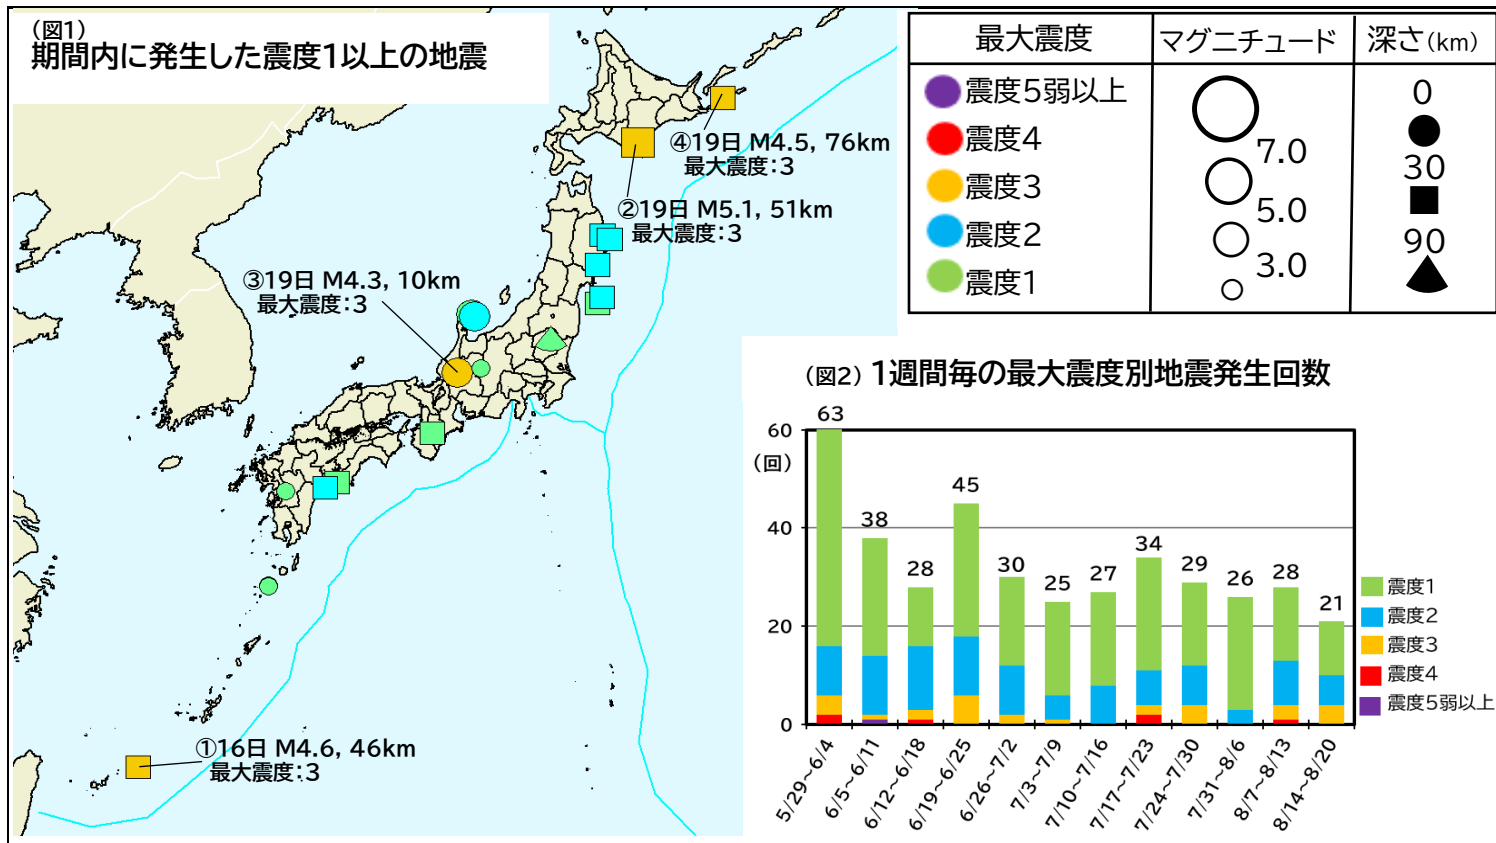 （図1）
期間内に発生した震度1以上の地震
④19日 M4.5, 76km
最大震度：3
②19日 M5.1, 51km
最大震度：3
③19日 M4.3, 10km
最大震度：3
①16日 M4.6, 46km
最大震度：3
最大震度 マグニチュード 深さ（km）
震度5弱以上
震度4
震度3
震度2
震度1
7.0
5.0
3.0
0
30
90
（図2） 1週間毎の最大震度別地震発生回数
60
（回）
40
20
0
63
38
28
45
30
25
27
34
29
26
28
21
5/29～6/4
6/5～6/11
6/12～6/18
6/19～6/25
6/26～7/2
7/3～7/9
7/10～7/16
7/17～7/23
7/24～7/30
7/31～8/6
8/7～8/13
8/14～8/20
震度1
震度2
震度3
震度4
震度5弱以上